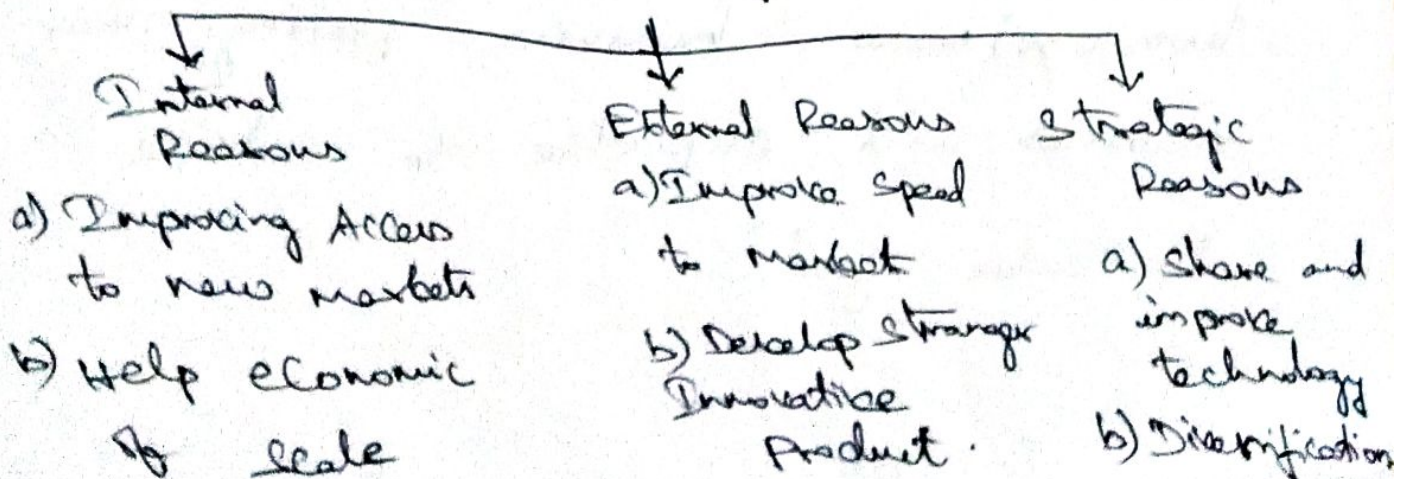 Internal
Reasons
a) Improving Access
to new markets
b) Help economic
of scale
External Reasons
a) Improve Speed
to market
b) Develop stronger
Innovative
Product.
Strategic
Reasons
a) Share and
improve
technology
b) Diversification